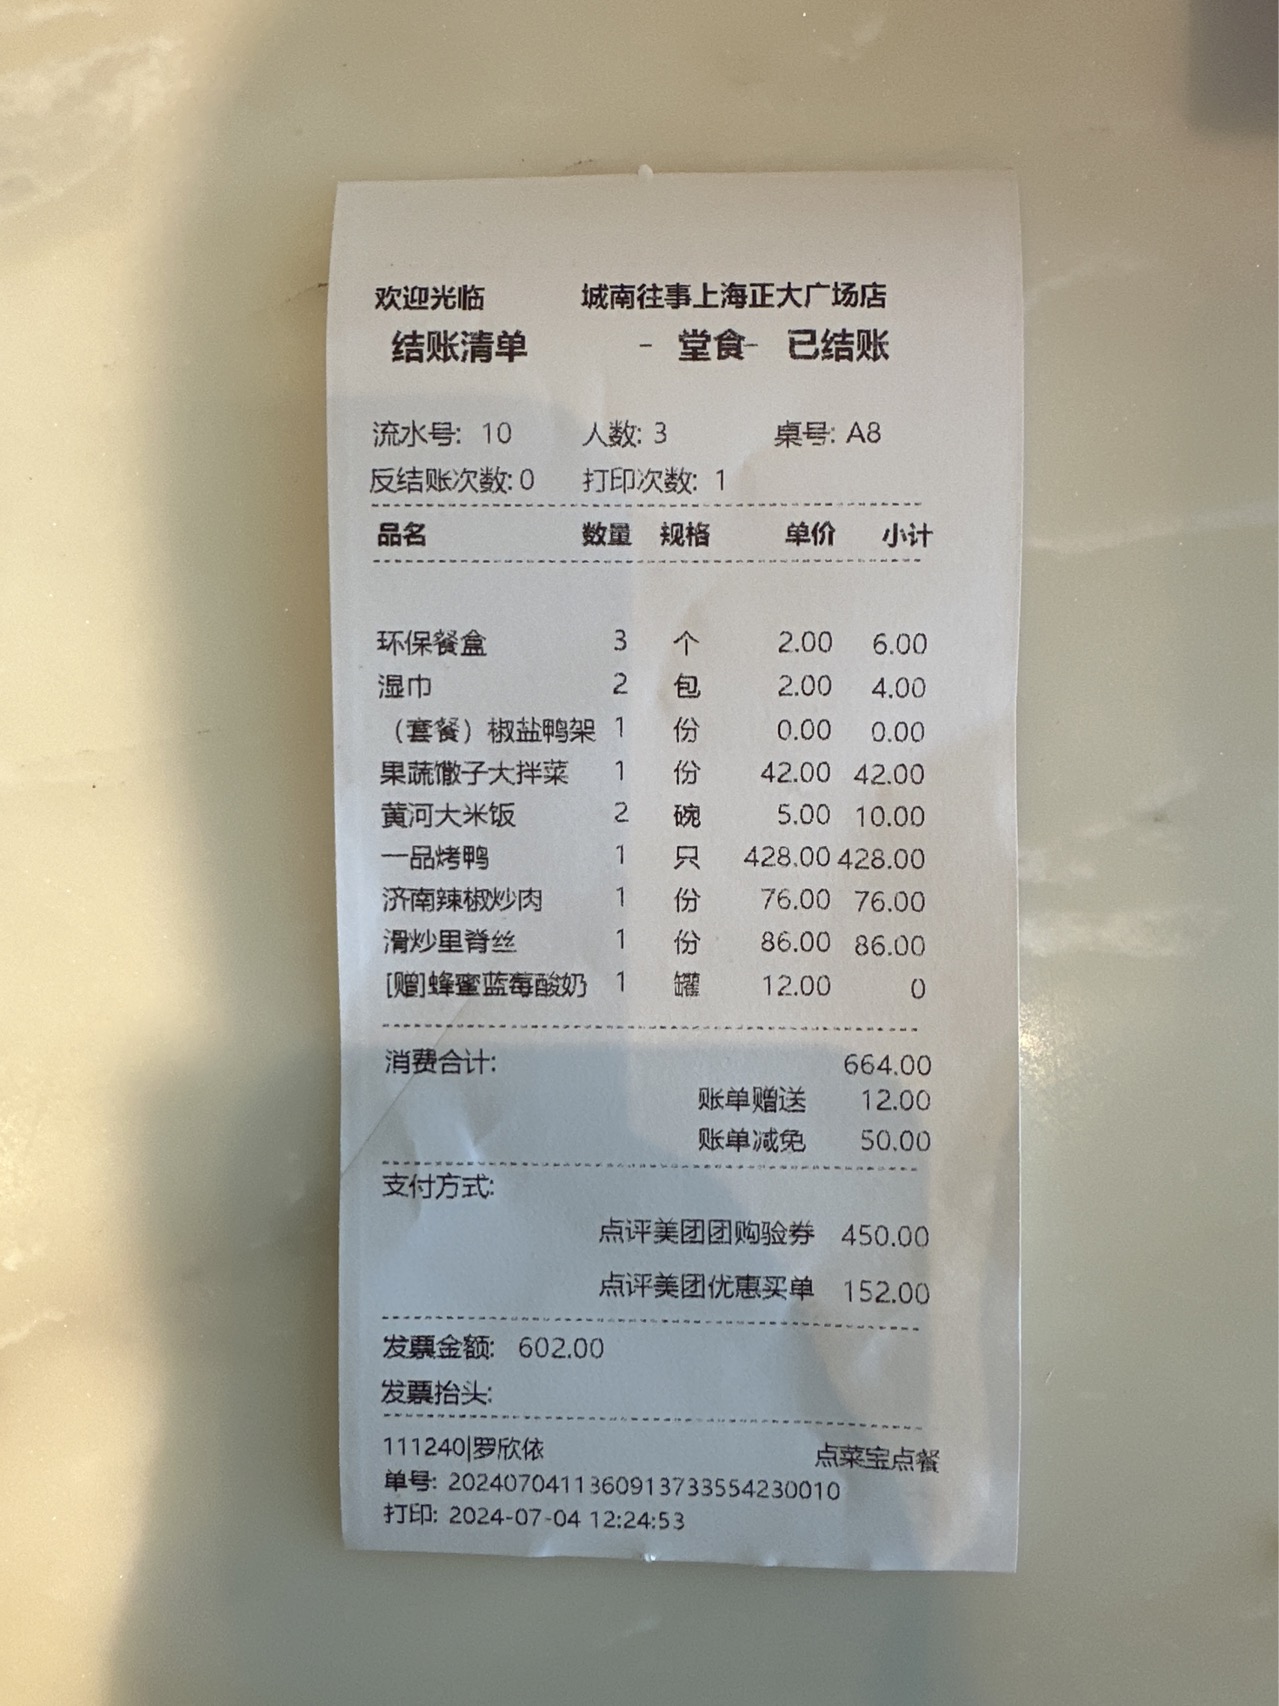 欢迎光临 城南往事上海正大广场店
结账清单 - 堂食- 已结账
流水号: 10 人数: 3 桌号: A8
反结账次数:0 打印次数: 1
品名 数量 规格 单价 小计
环保餐盒 3 个 2.00 6.00
湿巾 2 包 2.00 4.00
（套餐）椒盐鸭架 1 份 0.00 0.00
果蔬馓子大拌菜 1 份 42.00 42.00
黄河大米饭 2 碗 5.00 10.00
一品烤鸭 1 只 428.00 428.00
济南辣椒炒肉 1 份 76.00 76.00
滑炒里脊丝 1 份 86.00 86.00
[赠]蜂蜜蓝莓酸奶 1 罐 12.00 0
消费合计: 664.00
账单赠送 12.00
账单减免 50.00
支付方式:
点评美团团购验券 450.00
点评美团优惠买单 152.00
发票金额: 602.00
发票抬头:
111240|罗欣依 点菜宝点餐
单号: 2024070411360913733554230010
打印: 2024-07-04 12:24:53